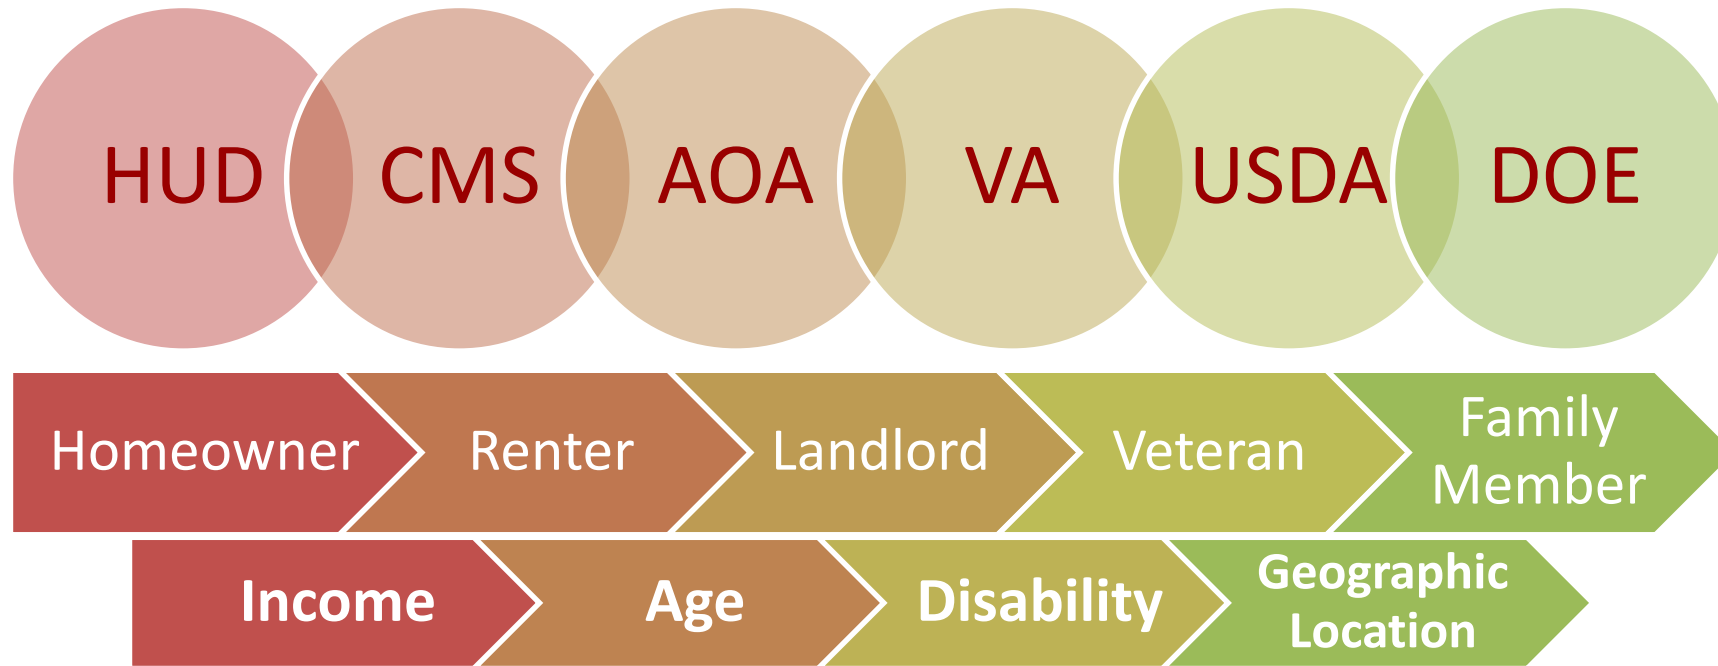 HUD CMS AOA VA USDA DOE
Homeowner Renter Landlord Veteran Family
Member
Income Age Disability Geographic
Location